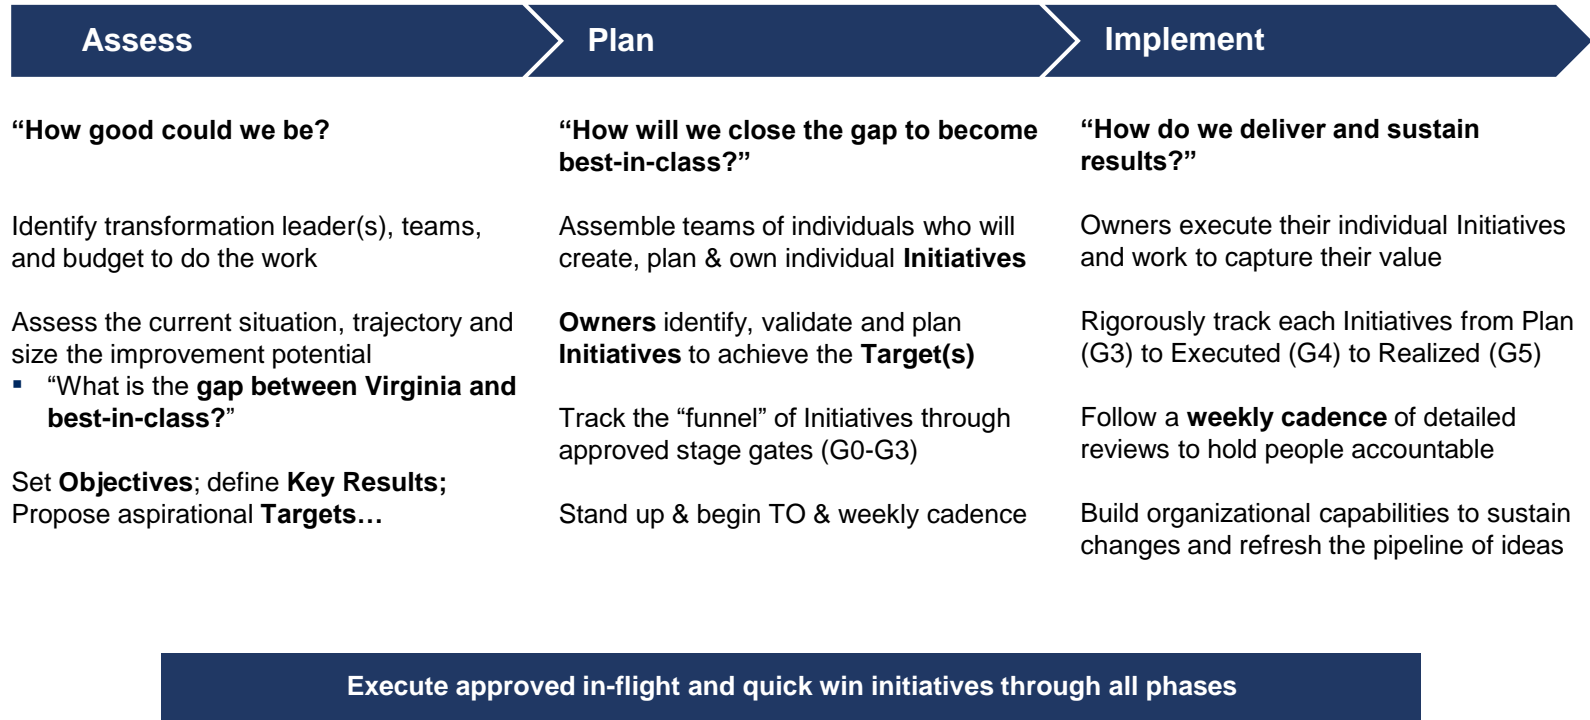 Assess
Plan
Implement
“How good could we be?
“How will we close the gap to become
best-in-class?”
“How do we deliver and sustain
results?”
Identify transformation leader(s), teams,
and budget to do the work
Assess the current situation, trajectory and
size the improvement potential
▪ “What is the gap between Virginia and
best-in-class?”
Set Objectives; define Key Results;
Propose aspirational Targets…
Assemble teams of individuals who will
create, plan & own individual Initiatives
Owners identify, validate and plan
Initiatives to achieve the Target(s)
Track the “funnel” of Initiatives through
approved stage gates (G0-G3)
Stand up & begin TO & weekly cadence
Owners execute their individual Initiatives
and work to capture their value
Rigorously track each Initiatives from Plan
(G3) to Executed (G4) to Realized (G5)
Follow a weekly cadence of detailed
reviews to hold people accountable
Build organizational capabilities to sustain
changes and refresh the pipeline of ideas
Execute approved in-flight and quick win initiatives through all phases